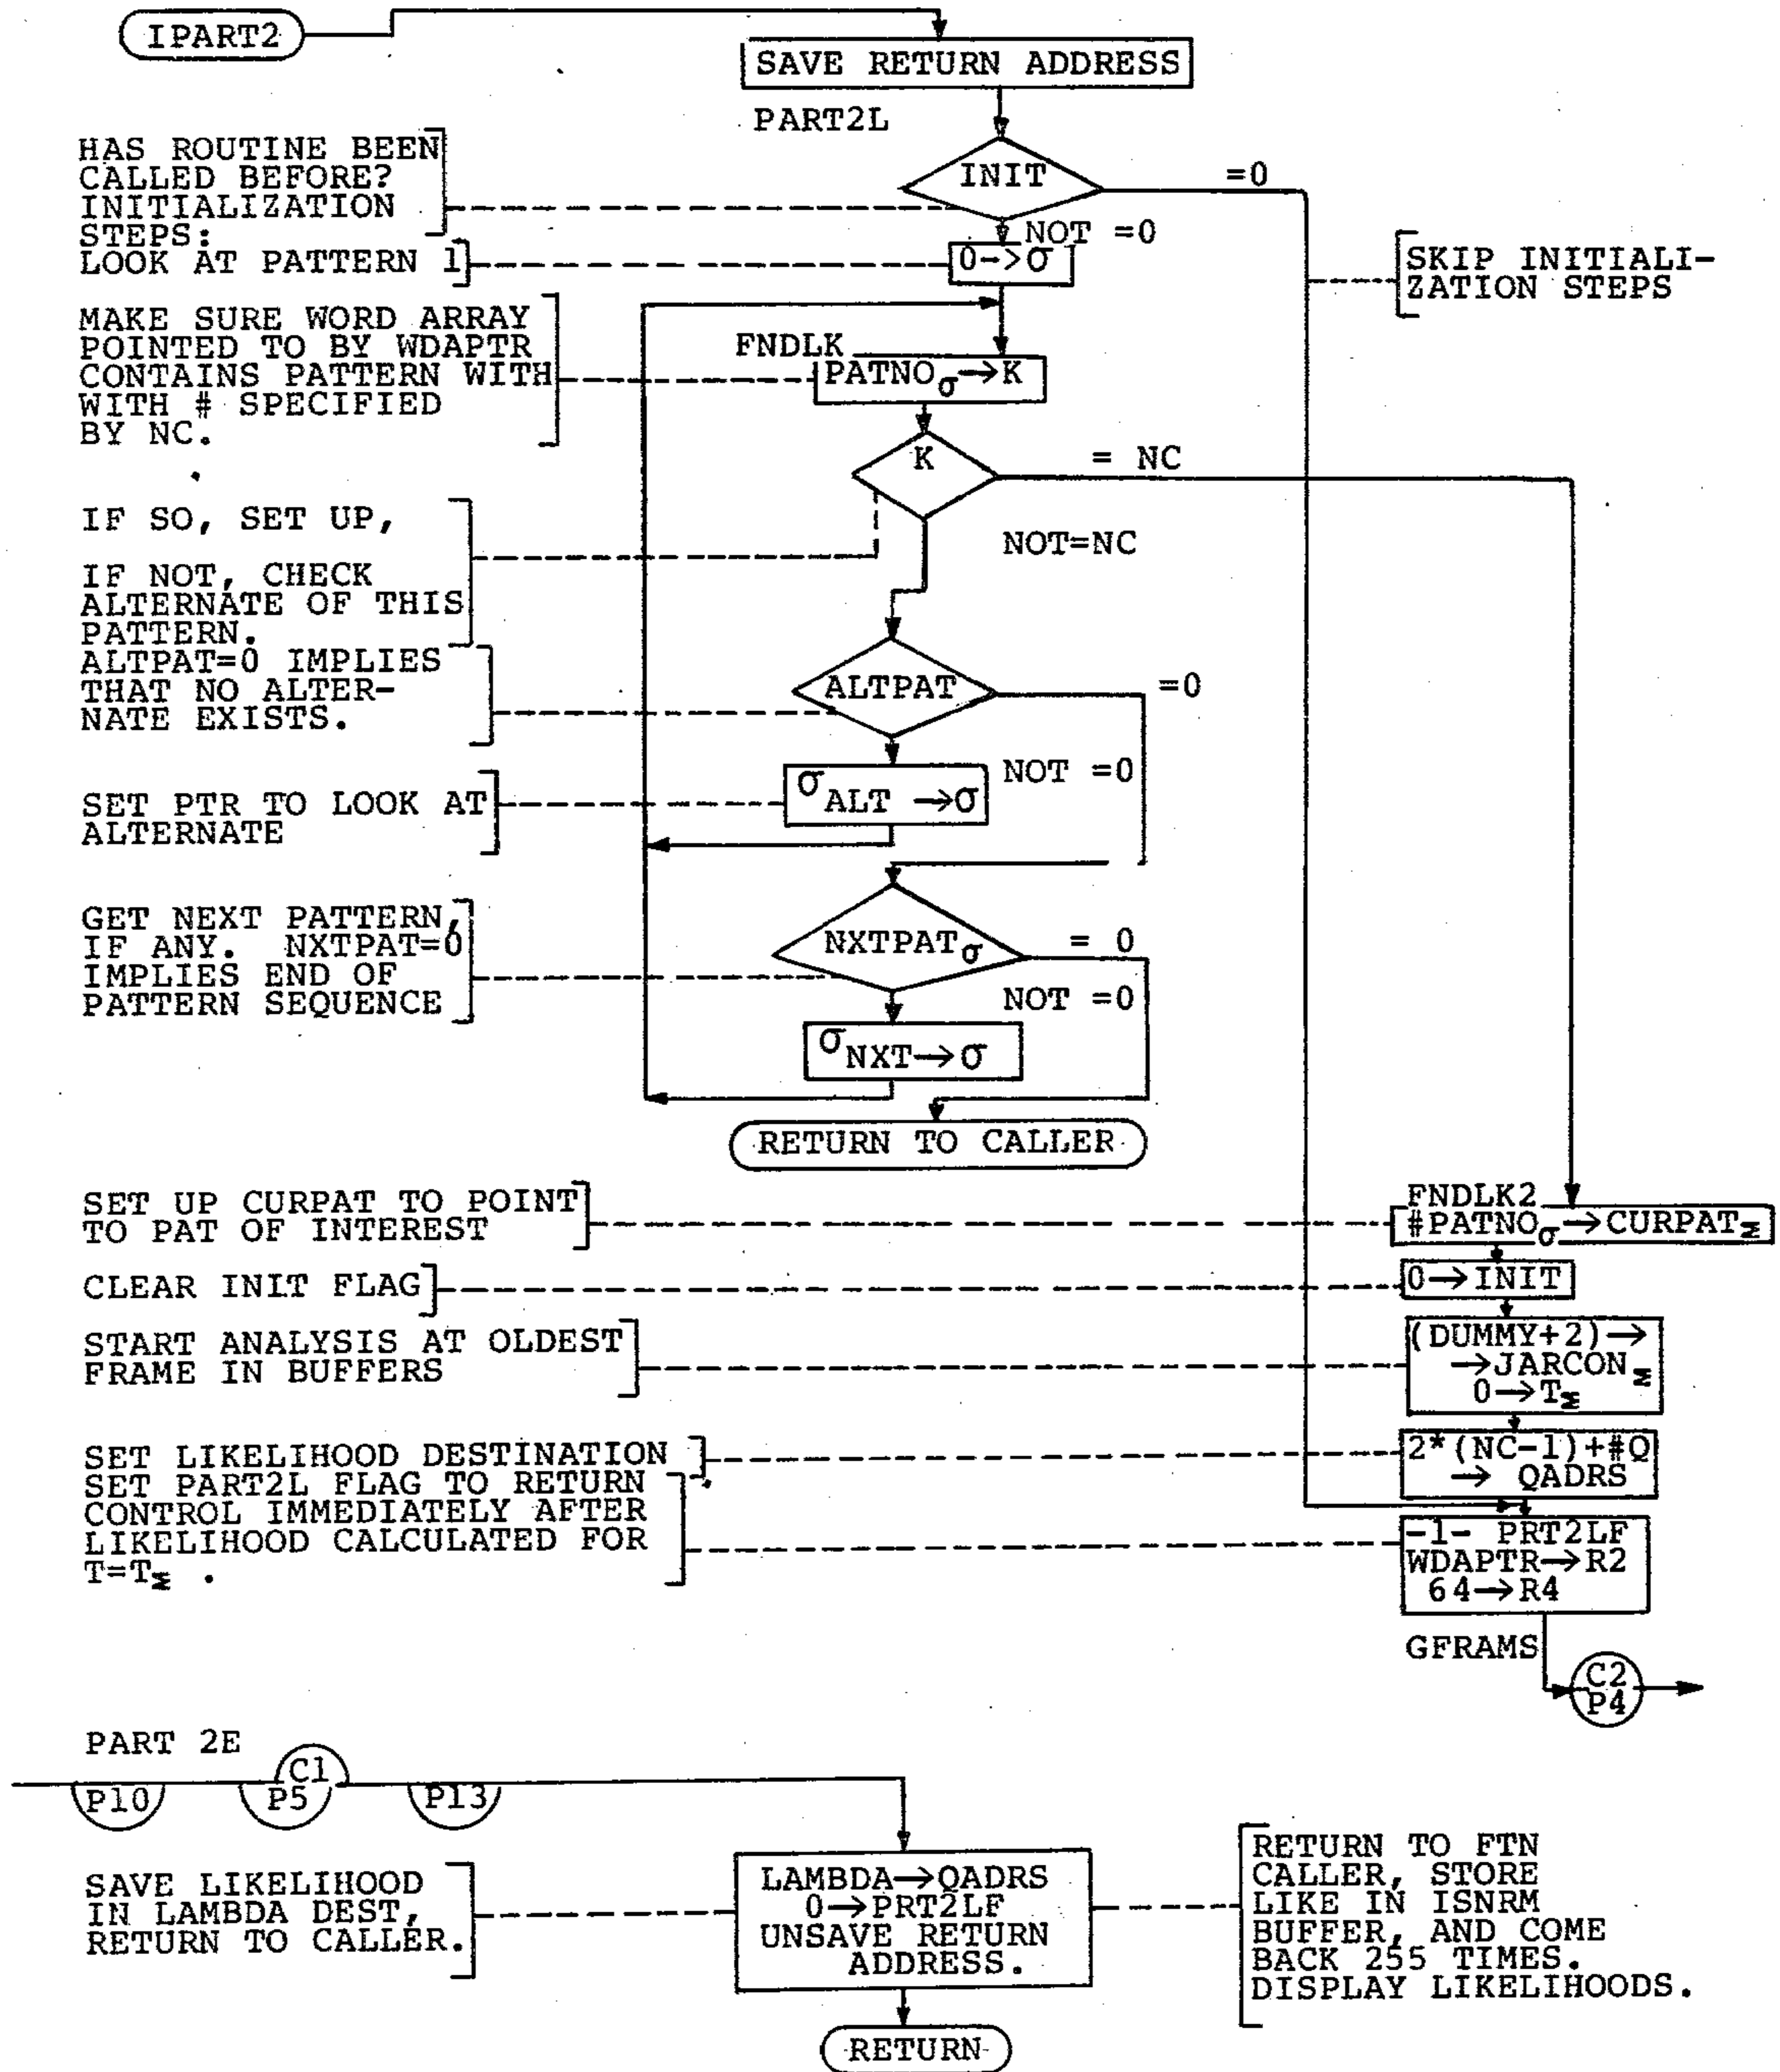 IPART2
SAVE RETURN ADDRESS
PART2L
HAS ROUTINE BEEN
CALLED BEFORE?
INITIALIZATION
STEPS:
LOOK AT PATTERN 1
INIT
=0
NOT =0
0->σ
SKIP INITIALI-
ZATION STEPS
MAKE SURE WORD ARRAY
POINTED TO BY WDAPTR
CONTAINS PATTERN WITH
WITH # SPECIFIED
BY NC.
FNDLK
PATNOσ→K
K
= NC
NOT=NC
IF SO, SET UP,
IF NOT, CHECK
ALTERNATE OF THIS
PATTERN.
ALTPAT=0 IMPLIES
THAT NO ALTER-
NATE EXISTS.
ALTPAT
=0
NOT =0
SET PTR TO LOOK AT
ALTERNATE
σALT →σ
GET NEXT PATTERN,
IF ANY. NXTPAT=0
IMPLIES END OF
PATTERN SEQUENCE
NXTPATσ
= 0
NOT =0
σNXT→σ
RETURN TO CALLER
SET UP CURPAT TO POINT
TO PAT OF INTEREST
FNDLK2
#PATNOσ→CURPATΣ
CLEAR INIT FLAG
0→INIT
START ANALYSIS AT OLDEST
FRAME IN BUFFERS
(DUMMY+2)→
→JARCONΣ
0→TΣ
SET LIKELIHOOD DESTINATION
2*(NC-1)+#Q
→ QADRS
SET PART2L FLAG TO RETURN
CONTROL IMMEDIATELY AFTER
LIKELIHOOD CALCULATED FOR
T=TΣ .
-1- PRT2LF
WDAPTR→R2
64→R4
GFRAMS
C2
P4
PART 2E
P10
C1
P5
P13
SAVE LIKELIHOOD
IN LAMBDA DEST,
RETURN TO CALLER.
LAMBDA→QADRS
0→PRT2LF
UNSAVE RETURN
ADDRESS.
RETURN TO FTN
CALLER, STORE
LIKE IN ISNRM
BUFFER, AND COME
BACK 255 TIMES.
DISPLAY LIKELIHOODS.
RETURN